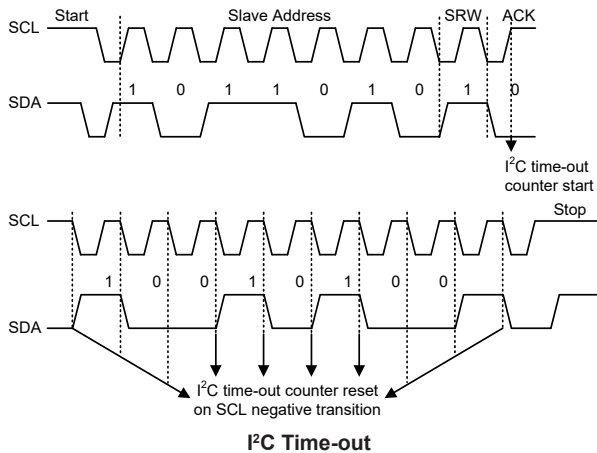 Start Slave Address SRW ACK
SCL
SDA 1 0 1 1 0 1 0 1 0
I²C time-out
counter start
Stop
SCL
1 0 0 1 0 1 0 0
SDA
I²C time-out counter reset
on SCL negative transition
I²C Time-out